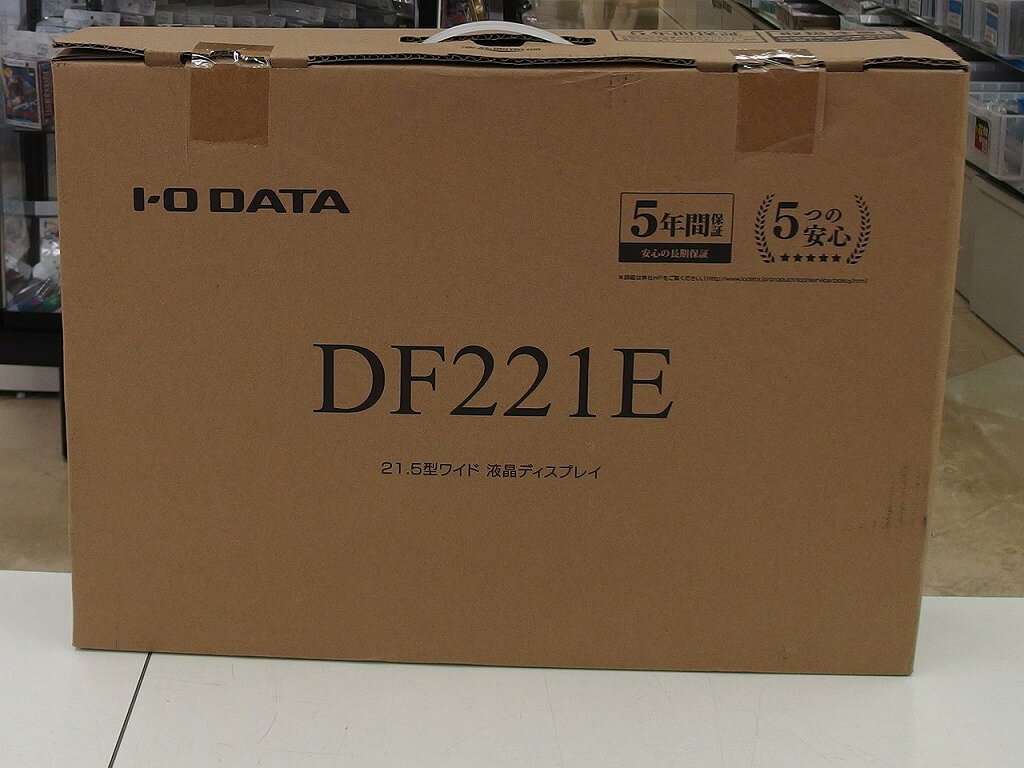 I-O DATA
5年間保証
安心の長期保証
5つの安心
DF221E
21.5型ワイド 液晶ディスプレイ